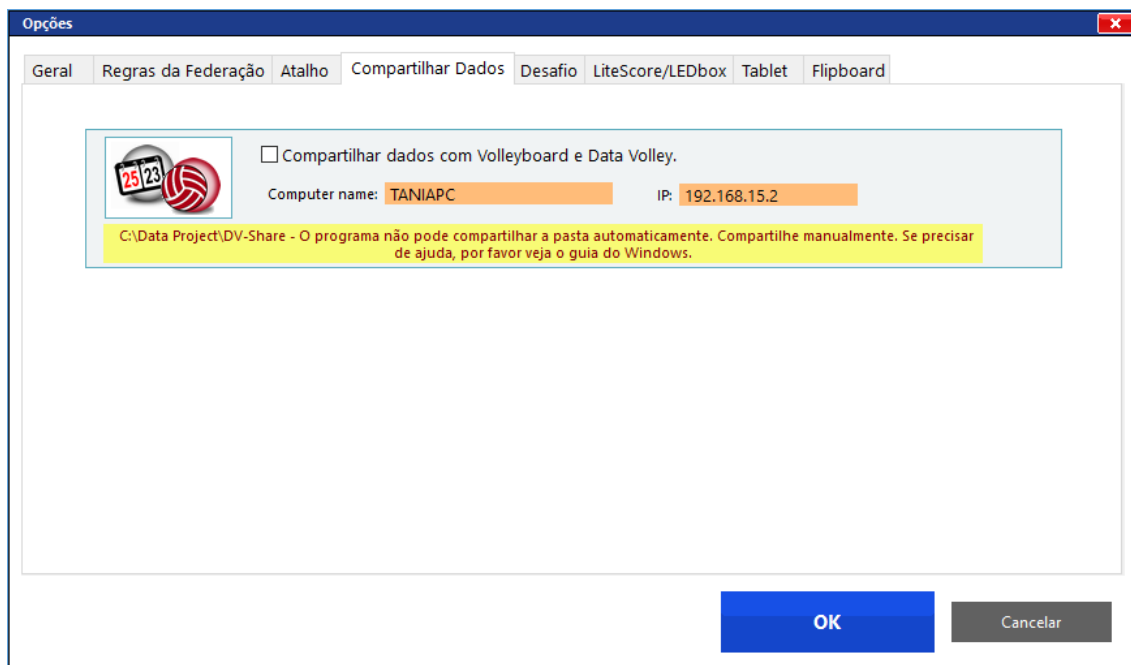 Opções
Geral Regras da Federação Atalho Compartilhar Dados Desafio LiteScore/LEDbox Tablet Flipboard
25 23
Compartilhar dados com Volleyboard e Data Volley.
Computer name: TANIAPC IP: 192.168.15.2
C:\Data Project\DV-Share - O programa não pode compartilhar a pasta automaticamente. Compartilhe manualmente. Se precisar
de ajuda, por favor veja o guia do Windows.
OK Cancelar